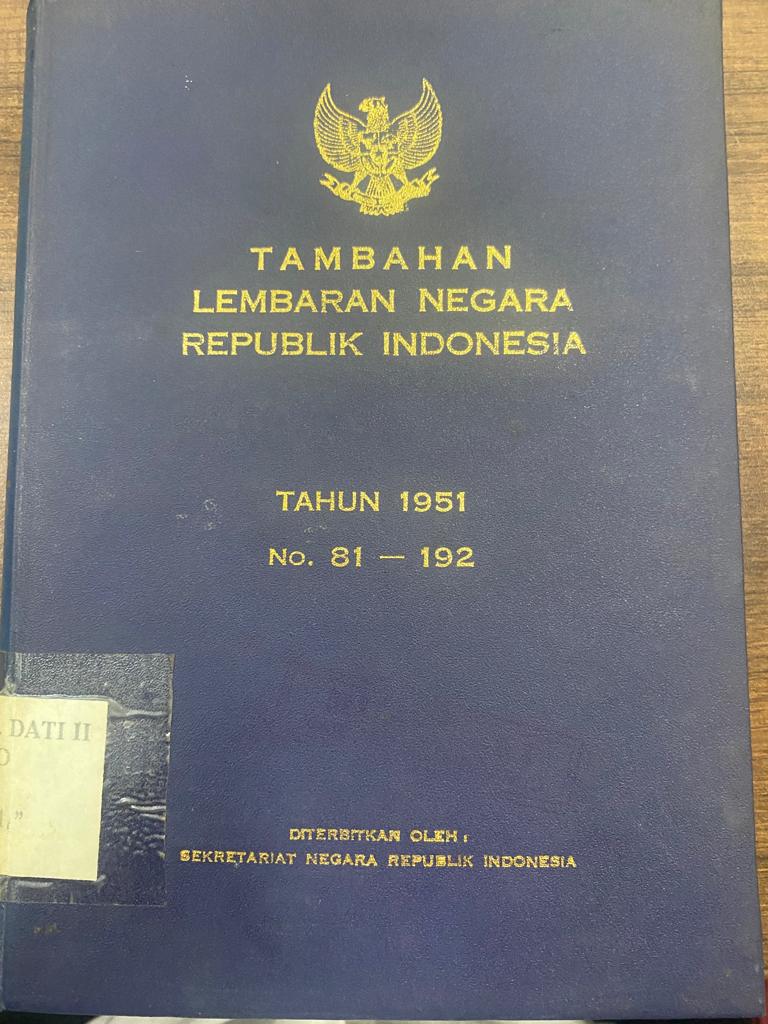 TAMBAHAN
LEMBARAN NEGARA
REPUBLIK INDONESIA
TAHUN 1951
No. 81 — 192
DATI II
DITERBITKAN OLEH :
SEKRETARIAT NEGARA REPUBLIK INDONESIA